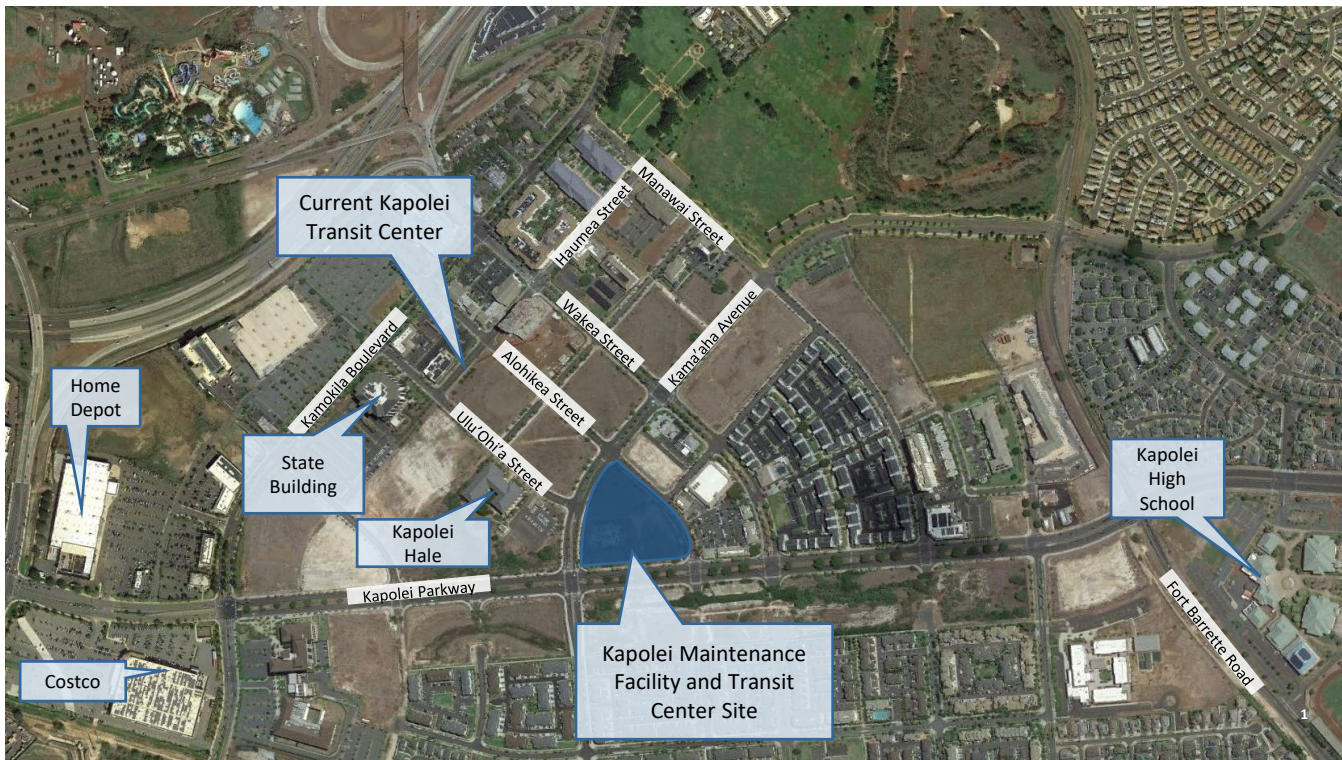 Manawai Street
Haumea Street
Current Kapolei
Transit Center
Wakea Street
Kama‘aha Avenue
Kamokila Boulevard
Alohikea Street
Home
Depot
Ulu‘Ohi‘a Street
State
Building
Kapolei
High
School
Kapolei
Hale
Kapolei Parkway
Fort Barrette Road
Kapolei Maintenance
Facility and Transit
Center Site
Costco
1